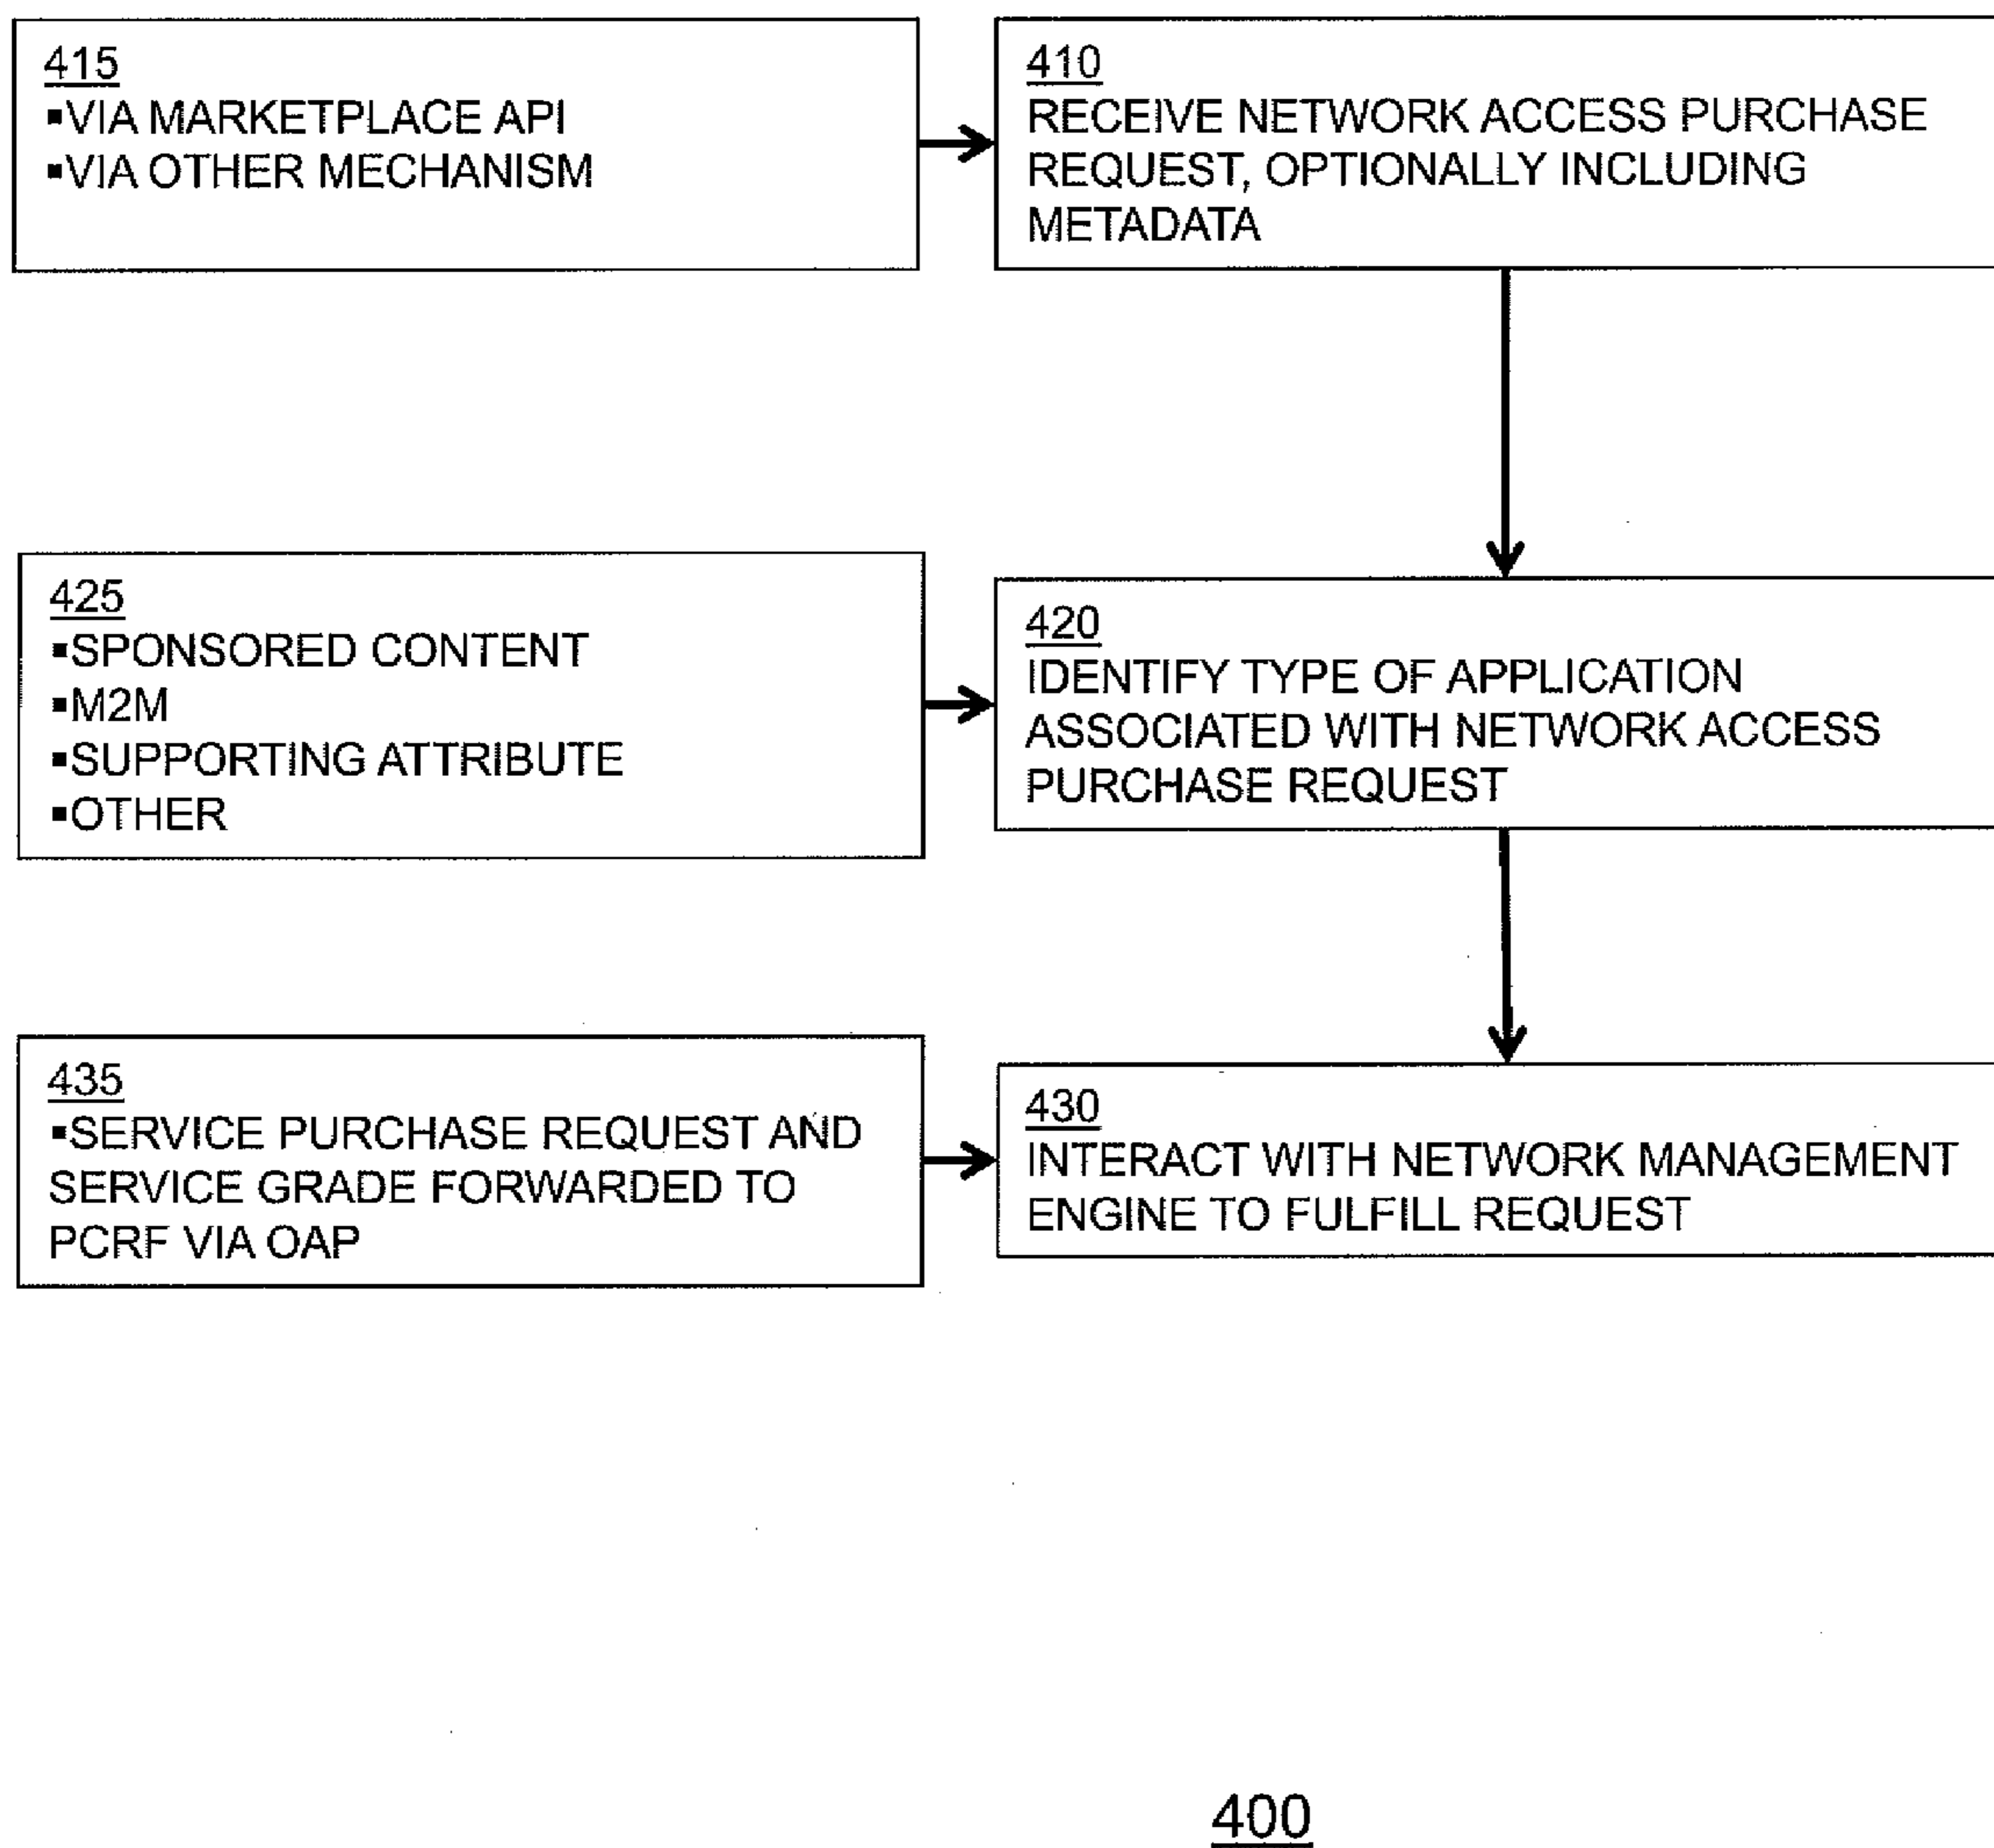 415
▪VIA MARKETPLACE API
▪VIA OTHER MECHANISM
410
RECEIVE NETWORK ACCESS PURCHASE
REQUEST, OPTIONALLY INCLUDING
METADATA
425
▪SPONSORED CONTENT
▪M2M
▪SUPPORTING ATTRIBUTE
▪OTHER
420
IDENTIFY TYPE OF APPLICATION
ASSOCIATED WITH NETWORK ACCESS
PURCHASE REQUEST
435
▪SERVICE PURCHASE REQUEST AND
SERVICE GRADE FORWARDED TO
PCRF VIA OAP
430
INTERACT WITH NETWORK MANAGEMENT
ENGINE TO FULFILL REQUEST
400